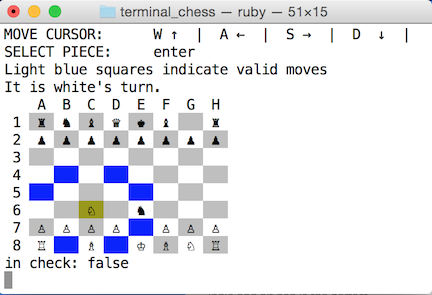 terminal_chess — ruby — 51×15
MOVE CURSOR: W ↑ | A ← | S → | D ↓ |
SELECT PIECE: enter
Light blue squares indicate valid moves
It is white's turn.
A B C D E F G H
1 ♜ ♞ ♝ ♛ ♚ ♝ ♜
2 ♟ ♟ ♟ ♟ ♟ ♟ ♟ ♟
3
4
5
6 ♘ ♞
7 ♙ ♙ ♙ ♙ ♙ ♙ ♙
8 ♖ ♗ ♔ ♗ ♘ ♖
in check: false